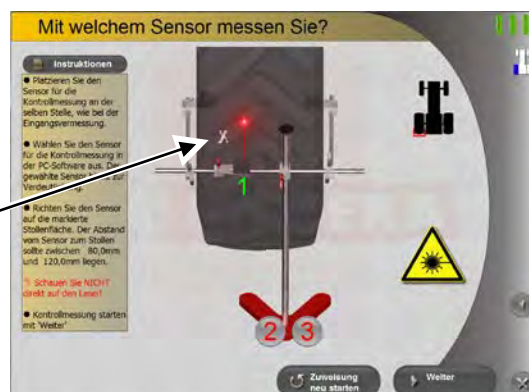 Mit welchem Sensor messen Sie?
Instruktionen
● Platzieren Sie den
Sensor für die
Kontrollmessung an der
selben Stelle, wie bei der
Eingangsvermessung.
● Wählen Sie den Sensor
für die Kontrollmessung in
der PC-Software aus. Der
gewählte Sensor
● Richten Sie den Sensor
auf die markierte
Stollenfläche. Der Abstand
vom Sensor zum Stollen
sollte zwischen 80,0mm
und 120,0mm liegen.
Schauen Sie NICHT
direkt auf den Laser!
● Kontrollmessung starten
mit 'Weiter'
X
1
2 3
Zuweisung
neu starten
Weiter